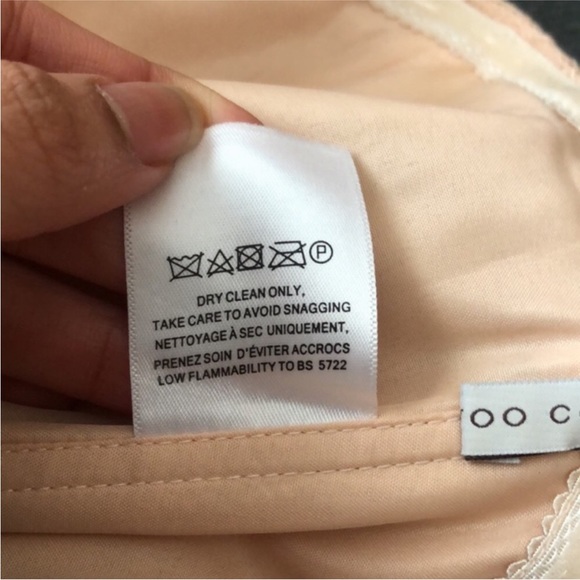 P
DRY CLEAN ONLY,
TAKE CARE TO AVOID SNAGGING
NETTOYAGE À SEC UNIQUEMENT,
PRENEZ SOIN D'ÉVITER ACCROCS
LOW FLAMMABILITY TO BS 5722
OO C